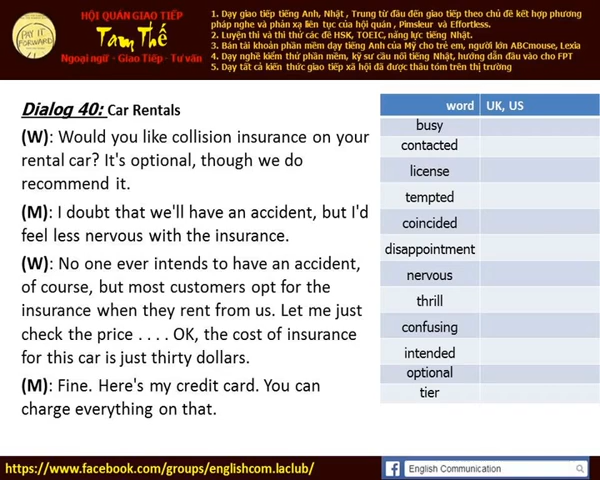 PAY IT
FORWARD
HỘI QUÁN GIAO TIẾP
Tam Thế
Ngoại ngữ - Giao Tiếp - Tư vấn
1. Dạy giao tiếp tiếng Anh, Nhật , Trung từ đầu đến giao tiếp theo chủ đề kết hợp phương
pháp nghe và phản xạ liên tục của hội quán , Pimsleur và Effortless.
2. Luyện thi và thi thử các đề HSK, TOEIC, năng lực tiếng Nhật.
3. Bán tài khoản phần mềm dạy tiếng Anh của Mỹ cho trẻ em, người lớn ABCmouse, Lexia
4. Dạy nghề kiểm thử phần mềm, kỹ sư cầu nối tiếng Nhật, hướng dẫn đầu vào cho FPT
5. Dạy tất cả kiến thức giao tiếp xã hội đã được thâu tóm trên thị trường
Dialog 40: Car Rentals
(W): Would you like collision insurance on your
rental car? It's optional, though we do
recommend it.
(M): I doubt that we'll have an accident, but I'd
feel less nervous with the insurance.
(W): No one ever intends to have an accident,
of course, but most customers opt for the
insurance when they rent from us. Let me just
check the price . . . . OK, the cost of insurance
for this car is just thirty dollars.
(M): Fine. Here's my credit card. You can
charge everything on that.
word UK, US
busy
contacted
license
tempted
coincided
disappointment
nervous
thrill
confusing
intended
optional
tier
https://www.facebook.com/groups/englishcom.laclub/
f English Communication